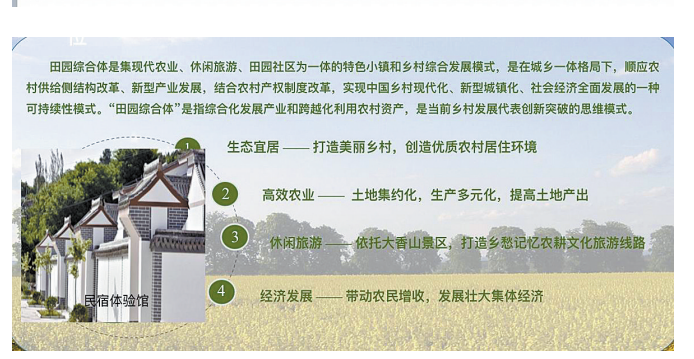 田园综合体是集现代农业、休闲旅游、田园社区为一体的特色小镇和乡村综合发展模式，是在城乡一体格局下，顺应农
村供给侧结构改革、新型产业发展，结合农村产权制度改革，实现中国乡村现代化、新型城镇化、社会经济全面发展的一种
可持续性模式。“田园综合体”是指综合化发展产业和跨越化利用农村资产，是当前乡村发展代表创新突破的思维模式。
1 生态宜居 —— 打造美丽乡村，创造优质农村居住环境
2 高效农业 —— 土地集约化，生产多元化，提高土地产出
3 休闲旅游 —— 依托大香山景区，打造乡愁记忆农耕文化旅游线路
4 经济发展 —— 带动农民增收，发展壮大集体经济
民宿体验馆